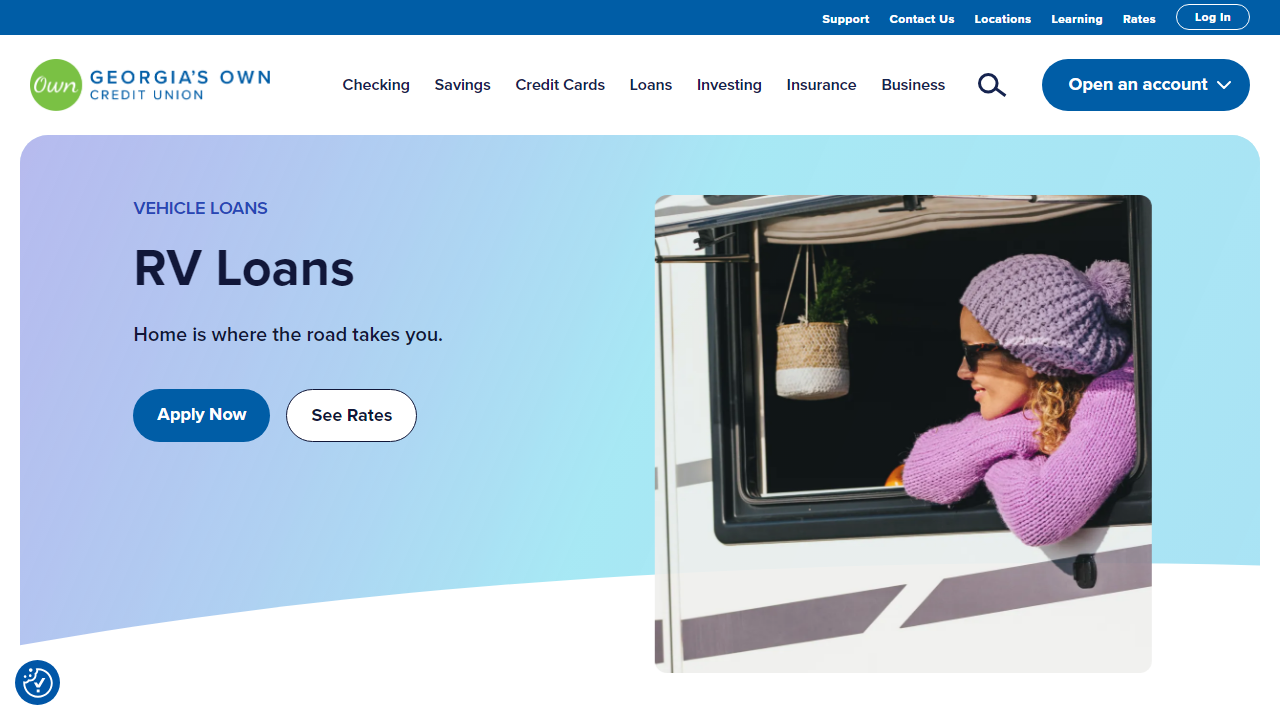 Support Contact Us Locations Learning Rates Log In
Own GEORGIA'S OWN
CREDIT UNION
Checking Savings Credit Cards Loans Investing Insurance Business Open an account
VEHICLE LOANS
RV Loans
Home is where the road takes you.
Apply Now See Rates